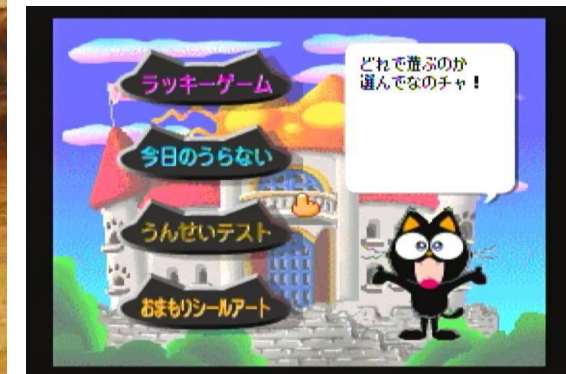 ラッキーゲーム
今日のうらない
うんせいテスト
おまもりシールアート
どれで遊ぶのか
選んでなのチャ!